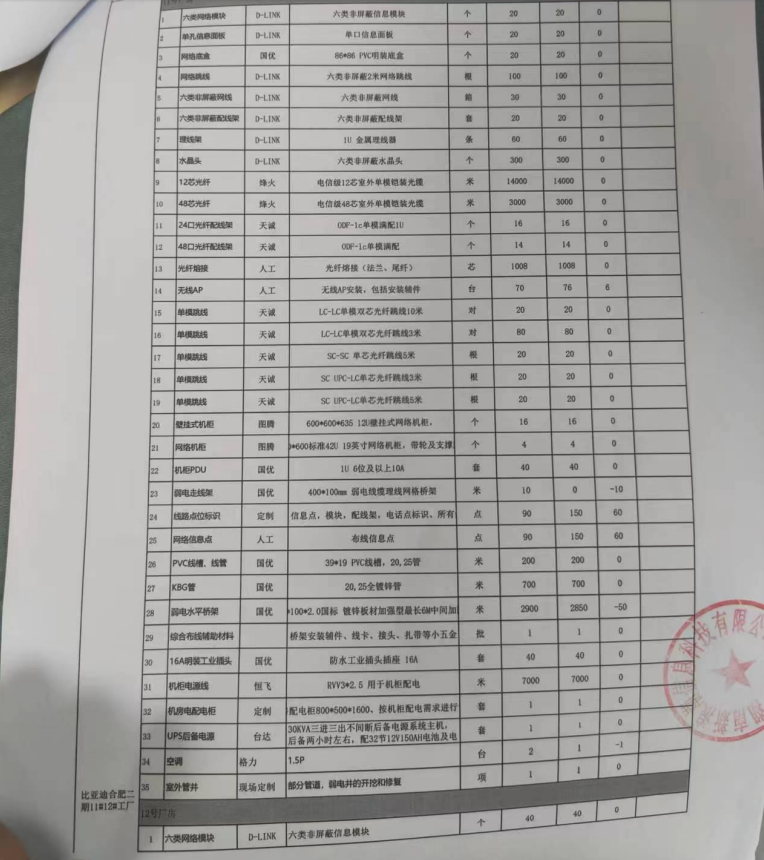 1 六类网络模块 D-LINK 六类非屏蔽信息模块 个 20 20 0
2 单孔信息面板 D-LINK 单口信息面板 个 20 20 0
3 网络底盒 国优 86*86 PVC明装底盒 个 20 20 0
4 网络跳线 D-LINK 六类非屏蔽2米网络跳线 根 100 100 0
5 六类非屏蔽网线 D-LINK 六类非屏蔽网线 箱 30 30 0
6 六类非屏蔽配线架 D-LINK 六类非屏蔽配线架 套 20 20 0
7 理线架 D-LINK 1U 金属理线器 条 60 60 0
8 水晶头 D-LINK 六类非屏蔽水晶头 个 300 300 0
9 12芯光纤 烽火 电信级12芯室外单模铠装光缆 米 14000 14000 0
10 48芯光纤 烽火 电信级48芯室外单模铠装光缆 米 3000 3000 0
11 24口光纤配线架 天诚 ODF-lc单模满配1U 个 16 16 0
12 48口光纤配线架 天诚 ODF-lc单模满配 个 14 14 0
13 光纤熔接 人工 光纤熔接（法兰、尾纤） 芯 1008 1008 0
14 无线AP 人工 无线AP安装，包括安装辅件 台 70 76 6
15 单模跳线 天诚 LC-LC单模双芯光纤跳线10米 对 20 20 0
16 单模跳线 天诚 LC-LC单模双芯光纤跳线3米 对 80 80 0
17 单模跳线 天诚 SC-SC 单芯光纤跳线5米 根 20 20 0
18 单模跳线 天诚 SC UPC-LC单芯光纤跳线3米 根 20 20 0
19 单模跳线 天诚 SC UPC-LC单芯光纤跳线5米 根 20 20 0
20 壁挂式机柜 图腾 600*600*635 12U壁挂式网络机柜， 个 16 16 0
21 网络机柜 图腾 *600标准42U 19英寸网络机柜，带轮及支撑 个 4 4 0
22 机柜PDU 国优 1U 6位及以上10A 套 40 40 0
23 弱电走线架 国优 400*100mm 弱电线缆理线网格桥架 米 10 0 -10
24 线路点位标识 定制 信息点，模块，配线架，电话点标识、所有 点 90 150 60
25 网络信息点 人工 布线信息点 点 90 150 60
26 PVC线槽、线管 国优 39*19 PVC线槽，20,25管 米 200 200 0
27 KBG管 国优 20,25全镀锌管 米 700 700 0
28 弱电水平桥架 国优 *100*2.0国标 镀锌板材加强型最长6M中间加 米 2900 2850 -50
29 综合布线辅助材料 桥架安装辅件、线卡、接头、扎带等小五金 批 1 1 0
30 16A明装工业插头 国优 防水工业插头插座 16A 套 40 40 0
31 机柜电源线 恒飞 RVV3*2.5 用于机柜配电 米 7000 7000 0
32 机房配电柜 定制 配电柜800*500*1600、按机柜配电需求进行 套 1 1 0
33 UPS后备电源 台达 30KVA三进三出不间断后备电源系统主机， 套 1 1 0
后备两小时左右，配32节12V150AH电池及电
34 空调 格力 1.5P 台 2 1 -1
35 室外管井 现场定制 部分管道，弱电井的开挖和修复 项 1 1 0
比亚迪合肥二
期11#12#工厂
12号厂房
1 六类网络模块 D-LINK 六类非屏蔽信息模块 个 40 40 0
科技有限公